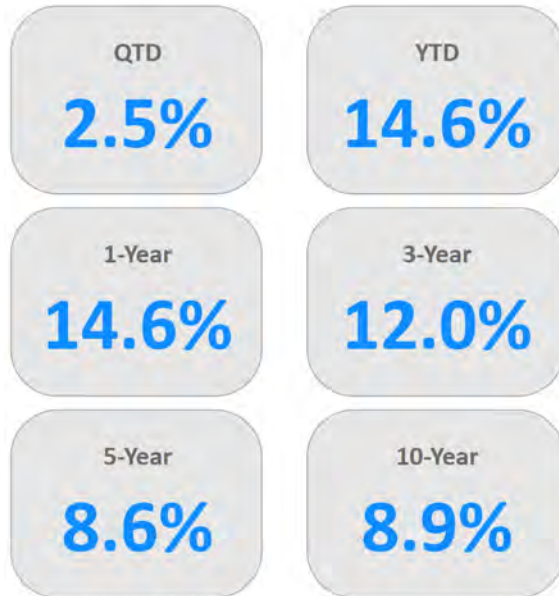 QTD
YTD
2.5%
14.6%
1-Year
3-Year
14.6%
12.0%
5-Year
10-Year
8.6%
8.9%